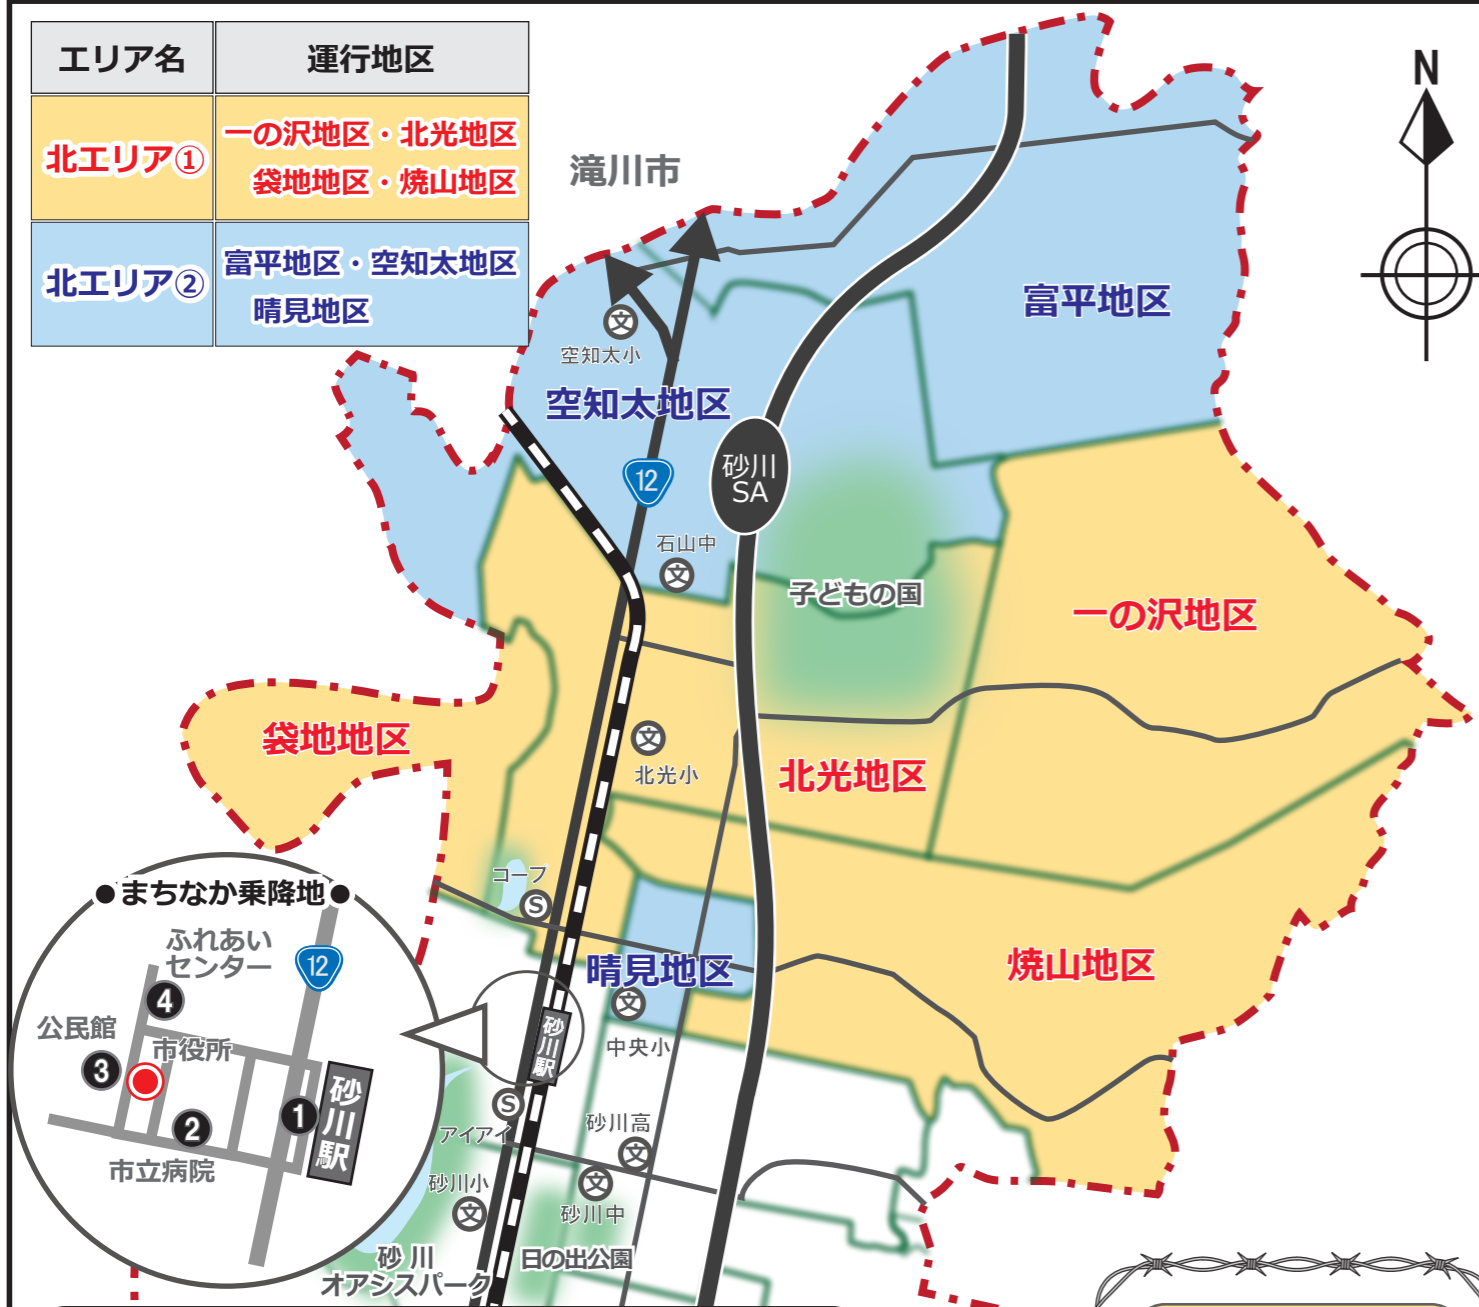 エリア名 運行地区
北エリア① 一の沢地区・北光地区
袋地地区・焼山地区
北エリア② 富平地区・空知太地区
晴見地区
N
滝川市
富平地区
文
空知太小
空知太地区
12
砂川
SA
石山中
文
子どもの国
一の沢地区
袋地地区
文
北光小
北光地区
コープ
S
晴見地区
文
中央小
焼山地区
砂川駅
S
アイアイ
砂川高
文
砂川小
文
文
砂川中
砂川
オアシスパーク
日の出公園
●まちなか乗降地●
ふれあい
センター
12
4
公民館
3
市役所
2
市立病院
1
砂川駅